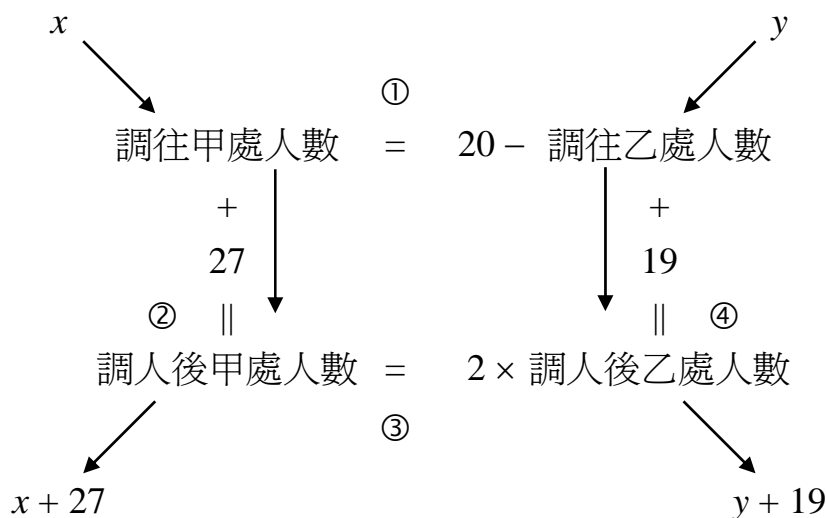 x y
①
調往甲處人數 = 20 − 調往乙處人數
+ +
27 19
② || || ④
調人後甲處人數 = 2 × 調人後乙處人數
③
x + 27 y + 19